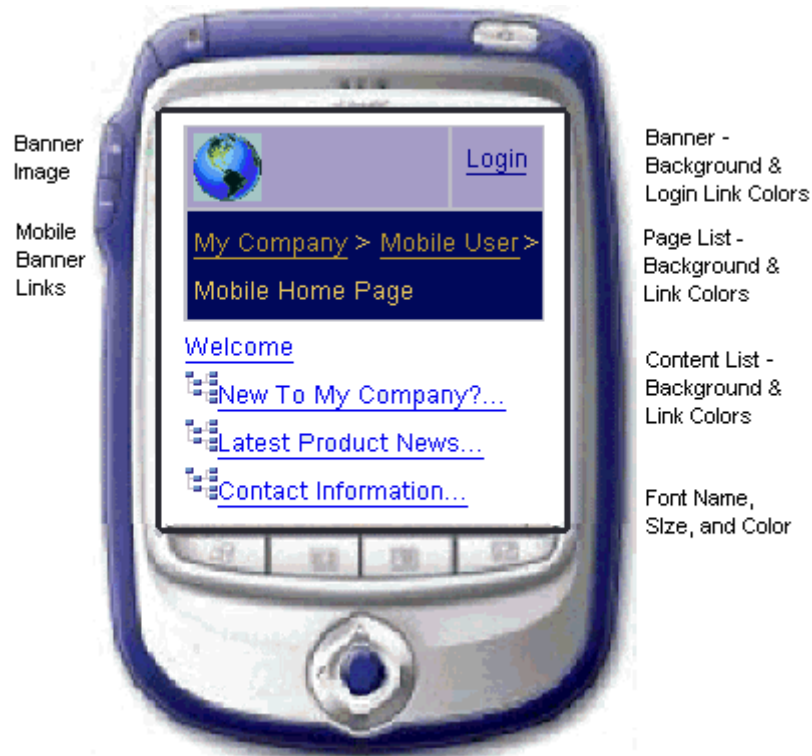 Banner
Image
Mobile
Banner
Links
Login
My Company > Mobile User>
Mobile Home Page
Welcome
New To My Company?...
Latest Product News...
Contact Information...
Banner -
Background &
Login Link Colors
Page List -
Background &
Link Colors
Content List -
Background &
Link Colors
Font Name,
SIze, and Color